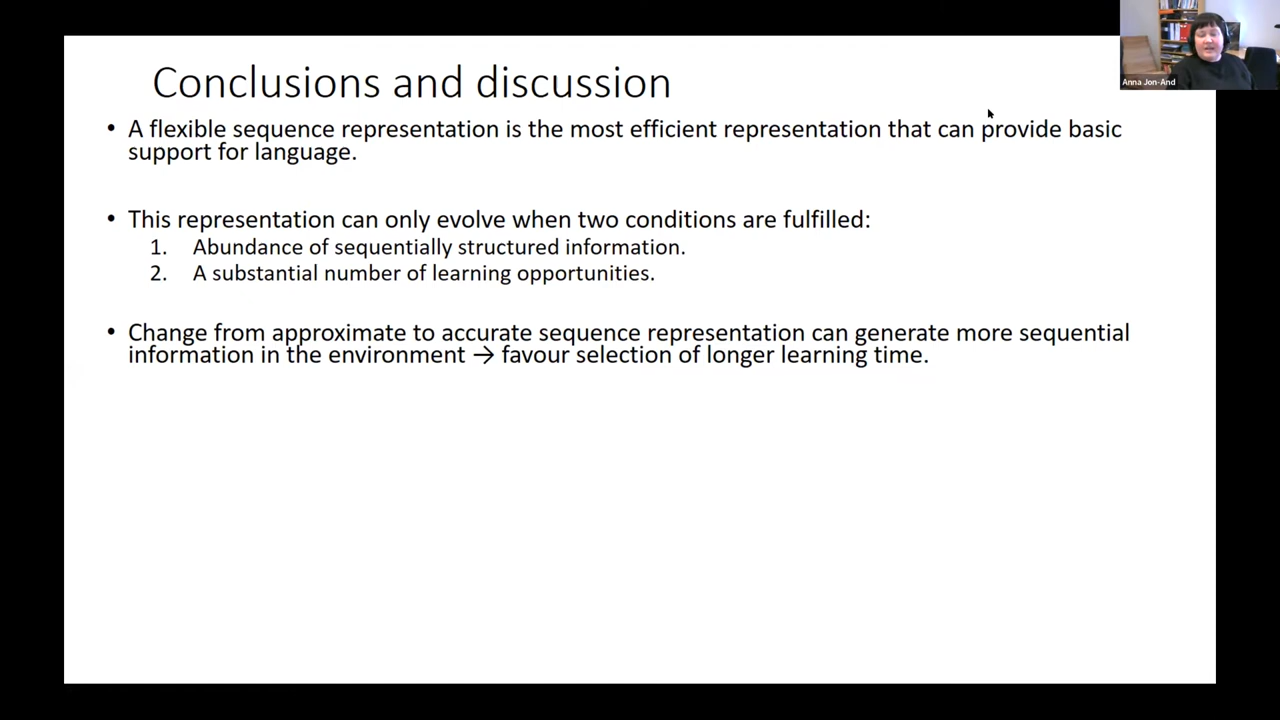 Conclusions and discussion
Anna Jon-And
• A flexible sequence representation is the most efficient representation that can provide basic
support for language.
• This representation can only evolve when two conditions are fulfilled:
1. Abundance of sequentially structured information.
2. A substantial number of learning opportunities.
• Change from approximate to accurate sequence representation can generate more sequential
information in the environment → favour selection of longer learning time.